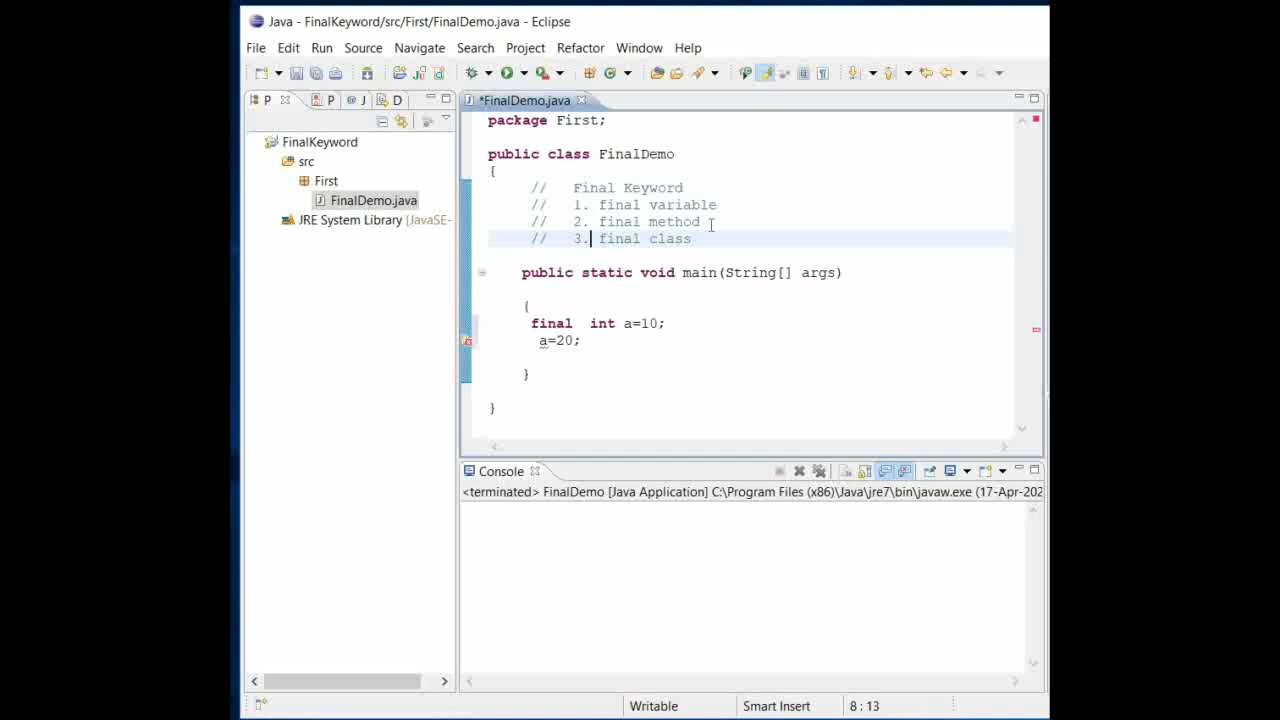 Java - FinalKeyword/src/First/FinalDemo.java - Eclipse
File Edit Run Source Navigate Search Project Refactor Window Help
P P @ J D
*FinalDemo.java
FinalKeyword
src
First
FinalDemo.java
JRE System Library [JavaSE-
package First;
public class FinalDemo
{
// Final Keyword
// 1. final variable
// 2. final method
// 3. final class
public static void main(String[] args)
{
final int a=10;
a=20;
}
}
Console
<terminated> FinalDemo [Java Application] C:\Program Files (x86)\Java\jre7\bin\javaw.exe (17-Apr-202
Writable Smart Insert 8 : 13